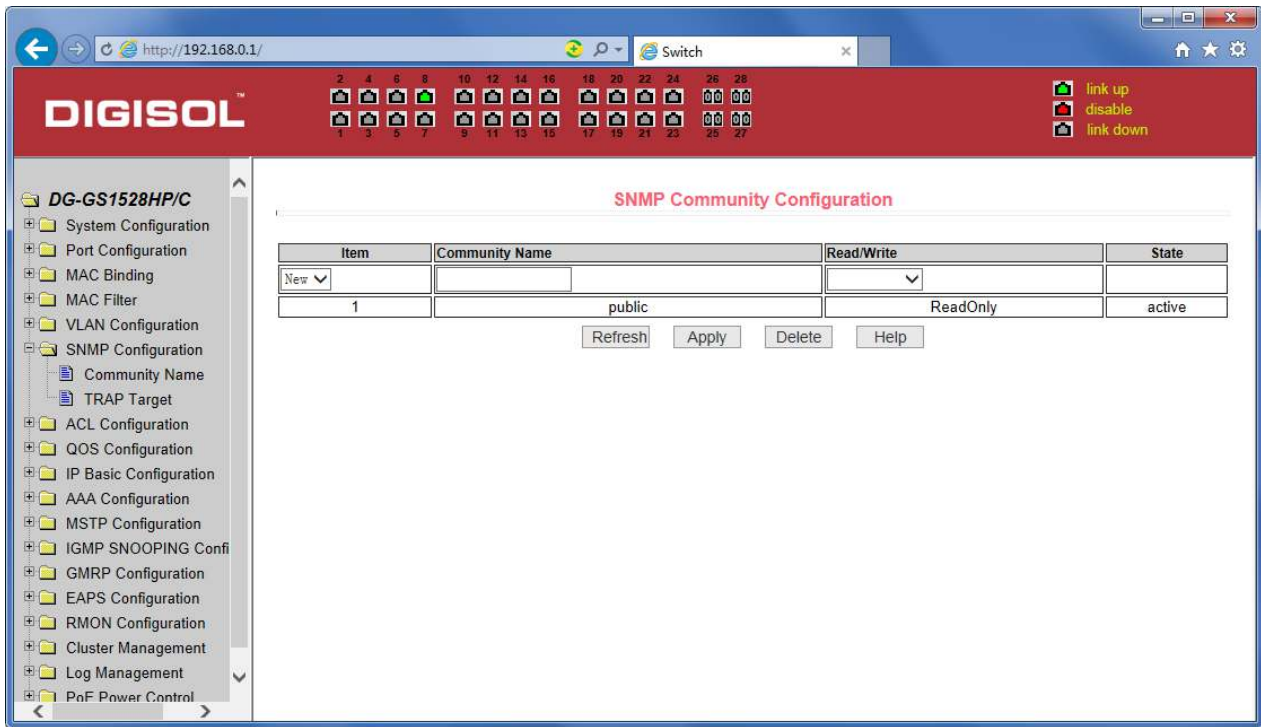 http://192.168.0.1/
Switch
DIGISOL™
2 4 6 8 10 12 14 16 18 20 22 24 26 28
1 3 5 7 9 11 13 15 17 19 21 23 25 27
link up
disable
link down
DG-GS1528HP/C
System Configuration
Port Configuration
MAC Binding
MAC Filter
VLAN Configuration
SNMP Configuration
Community Name
TRAP Target
ACL Configuration
QOS Configuration
IP Basic Configuration
AAA Configuration
MSTP Configuration
IGMP SNOOPING Confi
GMRP Configuration
EAPS Configuration
RMON Configuration
Cluster Management
Log Management
PoE Power Control
SNMP Community Configuration
Item Community Name Read/Write State
New
1 public ReadOnly active
Refresh Apply Delete Help